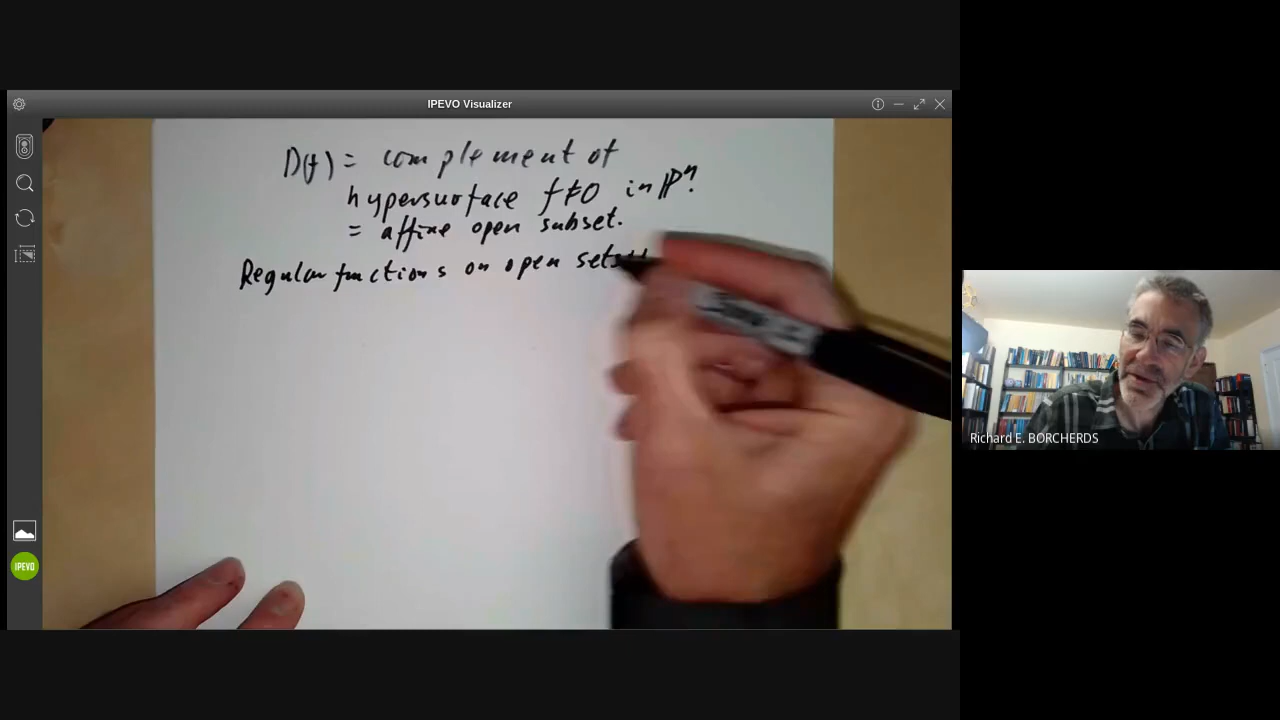 IPEVO Visualizer
D(f) = complement of
hypersurface f≠0 in ℙⁿ.
= affine open subset.
Regular functions on open sets
IPEVO
Richard E. BORCHERDS